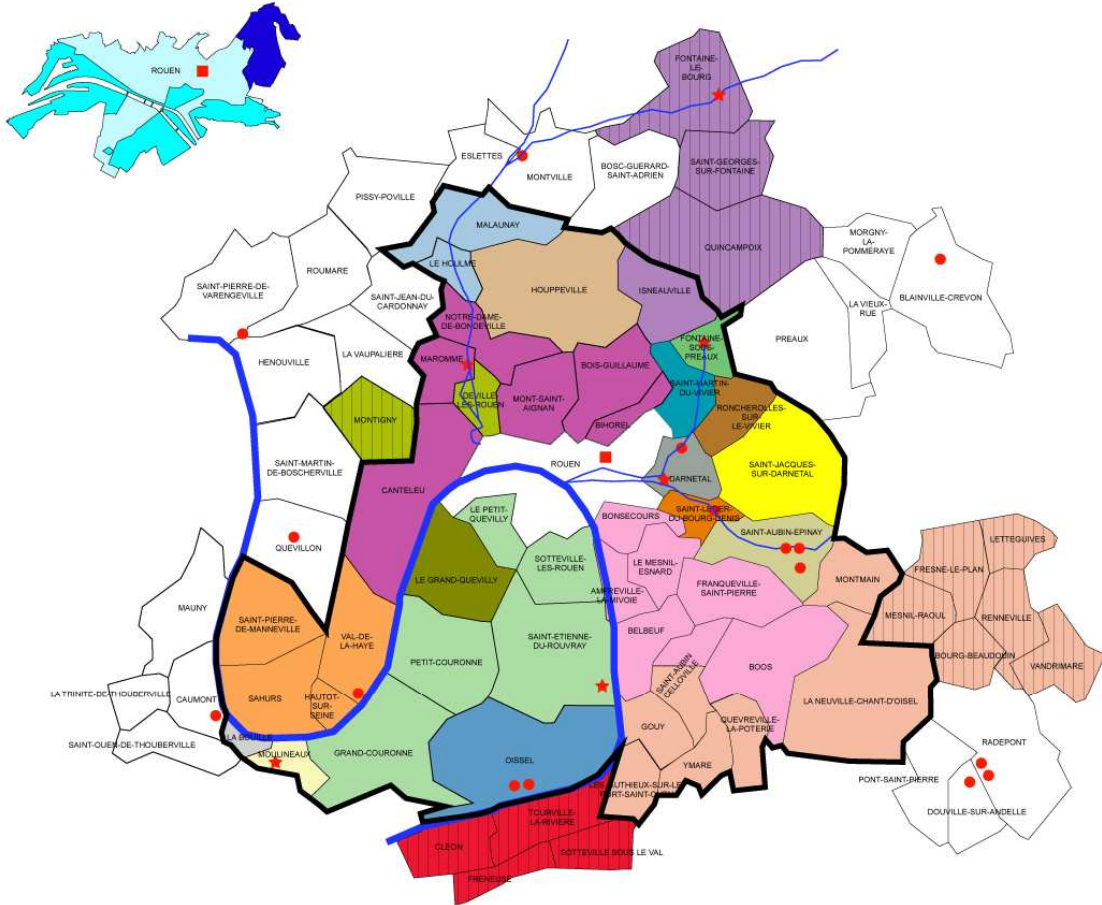 ROUEN
FONTAINE-
LE-
BOURG
ESLETTES
MONTVILLE
BOSC-GUERARD-
SAINT-ADRIEN
SAINT-GEORGES-
SUR-FONTAINE
PISSY-POVILLE
MALAUNAY
MORGNY-
LA-
POMMERAYE
QUINCAMPOIX
LE HOULME
ROUMARE
SAINT-PIERRE-DE-
VARENGEVILLE
HOUPPEVILLE
ISNEAUVILLE
BLAINVILLE-CREVON
SAINT-JEAN-DU-
CARDONNAY
LA VIEUX-
RUE
NOTRE-DAME-
DE-BONDEVILLE
PREAUX
FONTAINE-
SOUS-
PREAUX
LA VAUPALIERE
HENOUVILLE
MAROMME
BOIS-GUILLAUME
SAINT-MARTIN-
DU-VIVIER
DEVILLE-
LES-ROUEN
MONT-SAINT-
AIGNAN
RONCHEROLLES-
SUR-
LE-VIVIER
MONTIGNY
BIHOREL
SAINT-MARTIN-
DE-BOSCHERVILLE
ROUEN
SAINT-JACQUES-
SUR-DARNETAL
DARNETAL
CANTELEU
LE PETIT-
QUEVILLY
BONSECOURS
SAINT-LEGER-
DU-BOURG-DENIS
SAINT-AUBIN-EPINAY
QUEVILLON
SOTTEVILLE-
LES-ROUEN
LE MESNIL-
ESNARD
LETTEGUIVES
FRESNE-LE-PLAN
LE GRAND-QUEVILLY
FRANQUEVILLE-
SAINT-PIERRE
MONTMAIN
AMFREVILLE-
LA-MIVOIE
MAUNY
MESNIL-RAOUL
RENNEVILLE
SAINT-PIERRE-
DE-MANNEVILLE
VAL-DE-
LA-HAYE
BELBEUF
SAINT-ETIENNE-
DU-ROUVRAY
BOURG-BEAUDOUIN
PETIT-COURONNE
BOOS
VANDRIMARE
SAINT-AUBIN
CELLOVILLE
LA TRINITE-DE-THOUBERVILLE
CAUMONT
SAHURS
HAUTOT-
SUR-
SEINE
LA NEUVILLE-CHANT-D'OISEL
GOUY
QUEVREVILLE-
LA-POTERIE
LA BOUILLE
SAINT-OUEN-DE-THOUBERVILLE
MOULINEAUX
GRAND-COURONNE
OISSEL
YMARE
RADEPONT
PONT-SAINT-PIERRE
DOUVILLE-SUR-ANDELLE
TOURVILLE-
LA-RIVIERE
CLEON
SOTTEVILLE SOUS LE VAL
FRENEUSE